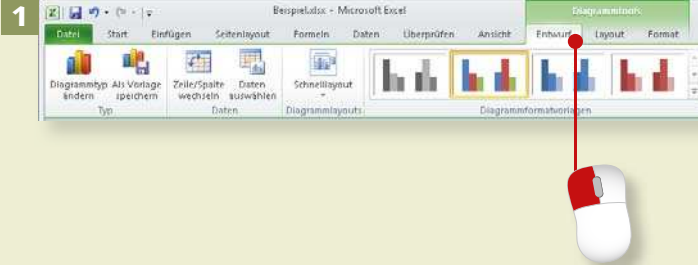 1
Beispiel.xlsx - Microsoft Excel
Diagrammtools
Datei Start Einfügen Seitenlayout Formeln Daten Überprüfen Ansicht Entwurf Layout Format
Diagrammtyp Als Vorlage Zeile/Spalte Daten Schnelllayout
ändern speichern wechseln auswählen
Typ Daten Diagrammlayouts Diagrammformatvorlagen